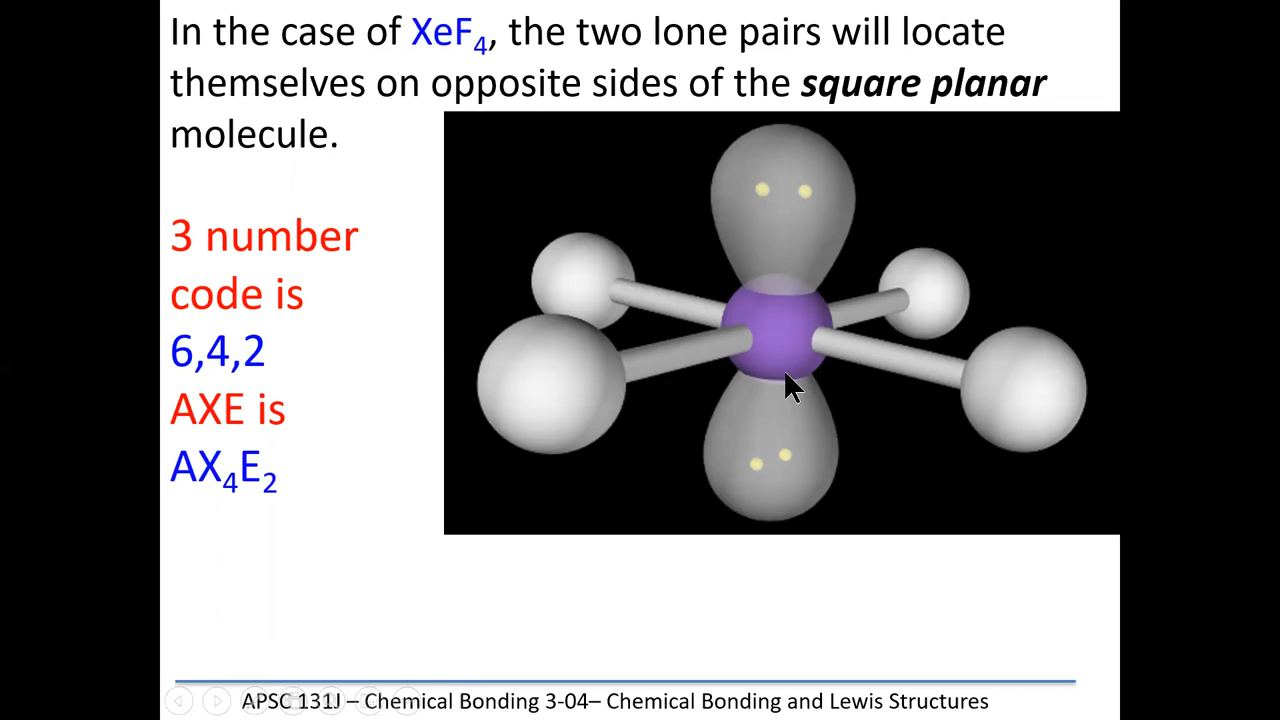 In the case of XeF₄, the two lone pairs will locate
themselves on opposite sides of the square planar
molecule.
3 number
code is
6,4,2
AXE is
AX₄E₂
APSC 131J – Chemical Bonding 3-04– Chemical Bonding and Lewis Structures